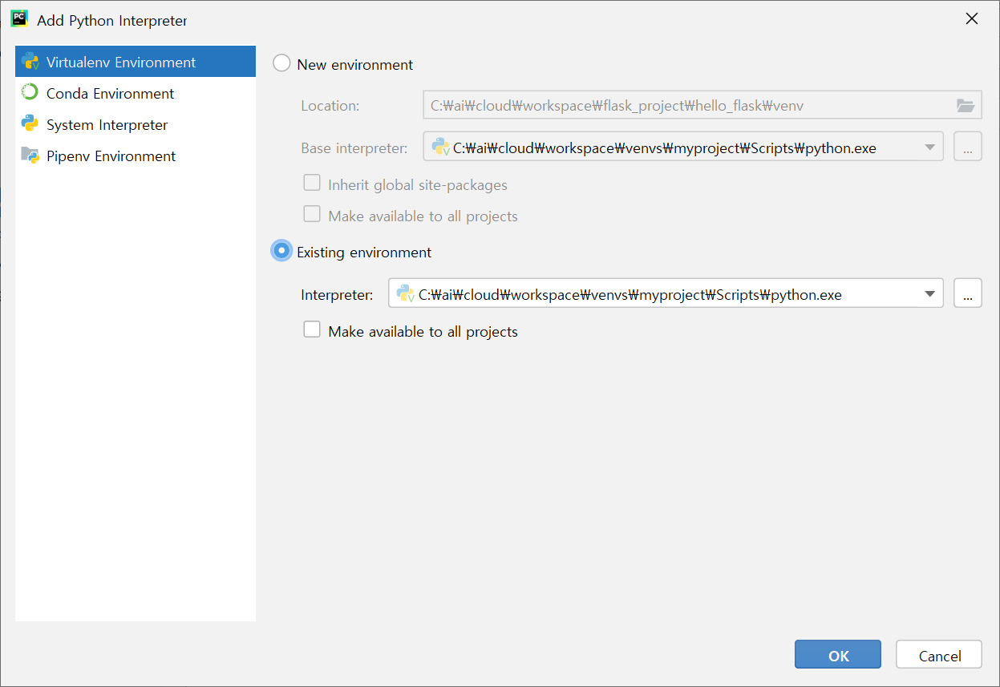 Add Python Interpreter
Virtualenv Environment
Conda Environment
System Interpreter
Pipenv Environment
New environment
Location: C:₩ai₩cloud₩workspace₩flask_project₩hello_flask₩venv
Base interpreter: C:₩ai₩cloud₩workspace₩venvs₩myproject₩Scripts₩python.exe ...
Inherit global site-packages
Make available to all projects
Existing environment
Interpreter: C:₩ai₩cloud₩workspace₩venvs₩myproject₩Scripts₩python.exe ...
Make available to all projects
OK Cancel